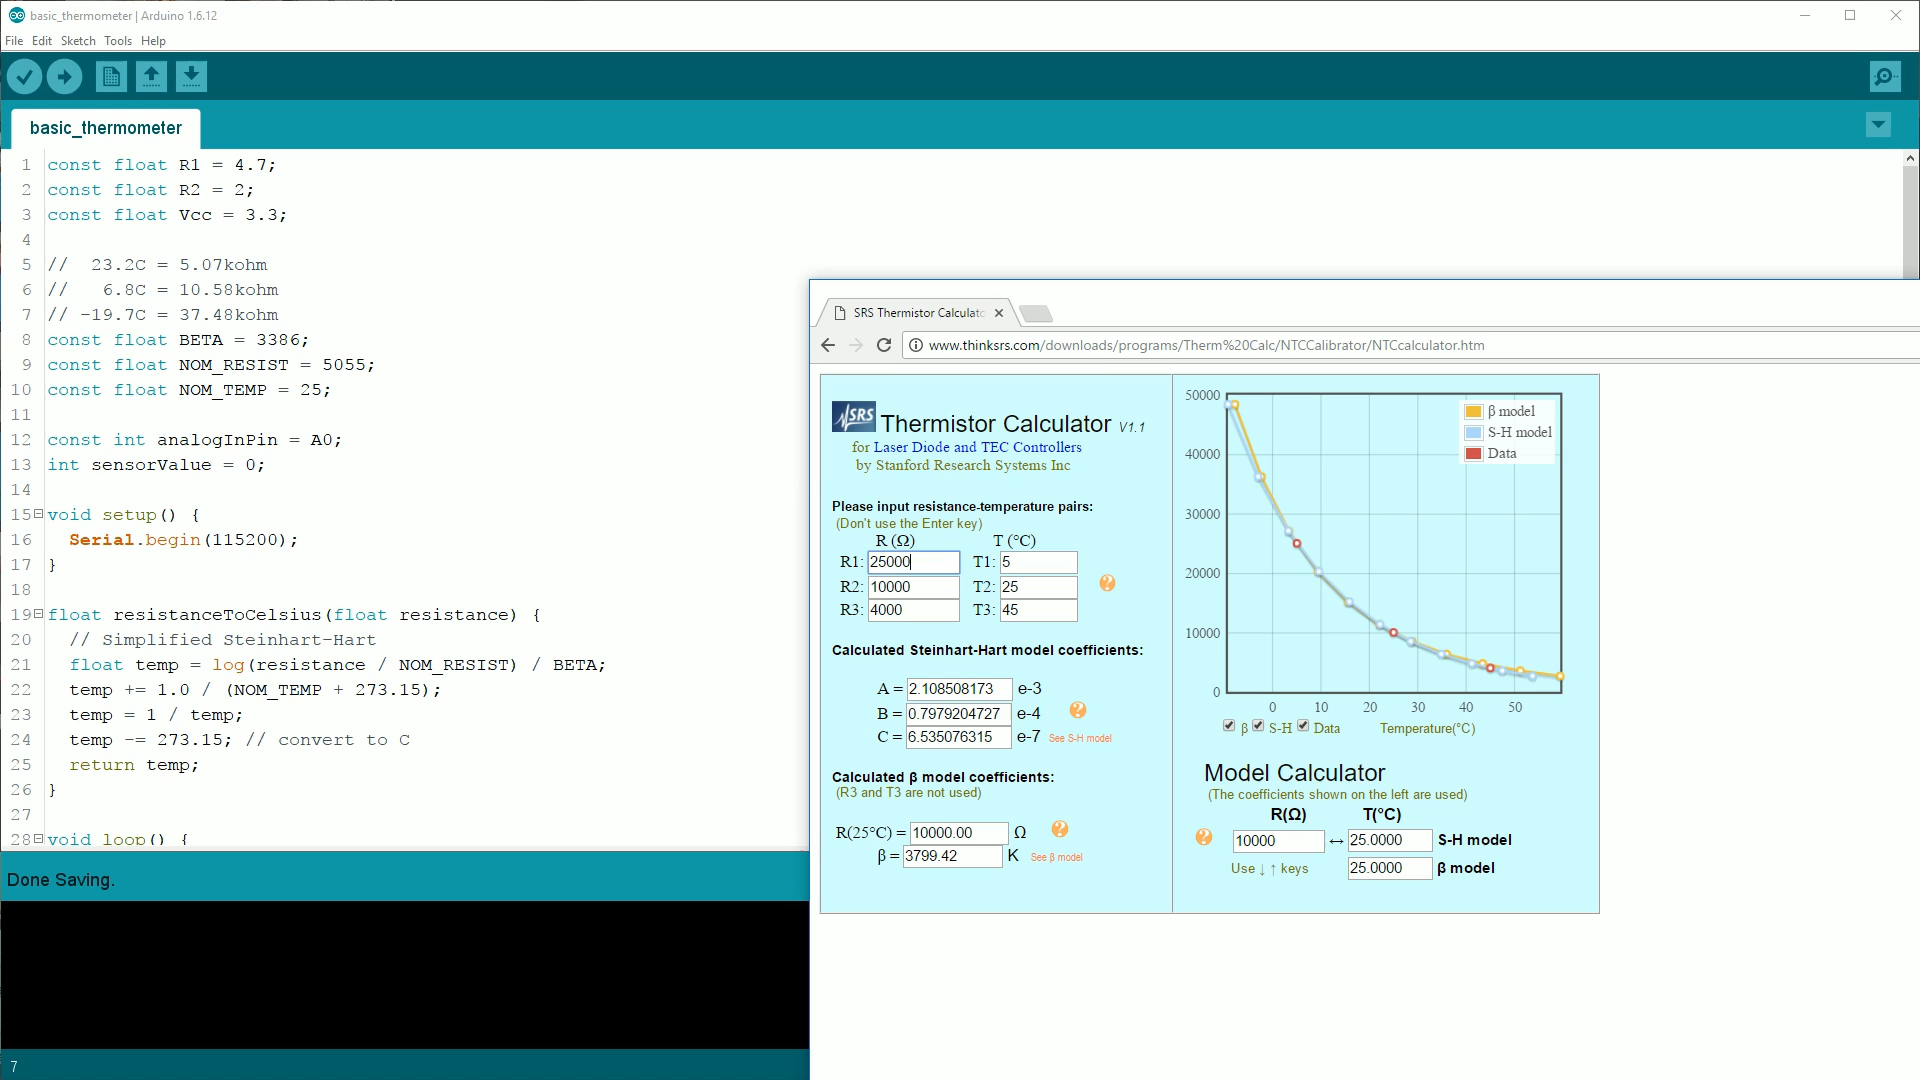 basic_thermometer | Arduino 1.6.12
File Edit Sketch Tools Help
basic_thermometer
1 const float R1 = 4.7;
2 const float R2 = 2;
3 const float Vcc = 3.3;
4
5 // 23.2C = 5.07kohm
6 // 6.8C = 10.58kohm
7 // -19.7C = 37.48kohm
8 const float BETA = 3386;
9 const float NOM_RESIST = 5055;
10 const float NOM_TEMP = 25;
11
12 const int analogInPin = A0;
13 int sensorValue = 0;
14
15 void setup() {
16 Serial.begin(115200);
17 }
18
19 float resistanceToCelsius(float resistance) {
20 // Simplified Steinhart-Hart
21 float temp = log(resistance / NOM_RESIST) / BETA;
22 temp += 1.0 / (NOM_TEMP + 273.15);
23 temp = 1 / temp;
24 temp -= 273.15; // convert to C
25 return temp;
26 }
27
28 void loop() {
Done Saving.
7
SRS Thermistor Calculato
www.thinksrs.com/downloads/programs/Therm%20Calc/NTCCalibrator/NTCcalculator.htm
SRS Thermistor Calculator V1.1
for Laser Diode and TEC Controllers
by Stanford Research Systems Inc
Please input resistance-temperature pairs:
(Don't use the Enter key)
R (Ω) T (°C)
R1: 25000 T1: 5
R2: 10000 T2: 25 ?
R3: 4000 T3: 45
Calculated Steinhart-Hart model coefficients:
A = 2.108508173 e-3
B = 0.7979204727 e-4 ?
C = 6.535076315 e-7 See S-H model
Calculated β model coefficients:
(R3 and T3 are not used)
R(25°C) = 10000.00 Ω ?
β = 3799.42 K See β model
50000
40000
30000
20000
10000
0
β model
S-H model
Data
0 10 20 30 40 50
β S-H Data Temperature(°C)
Model Calculator
(The coefficients shown on the left are used)
R(Ω) T(°C)
? 10000 ↔ 25.0000 S-H model
Use ↓ ↑ keys 25.0000 β model